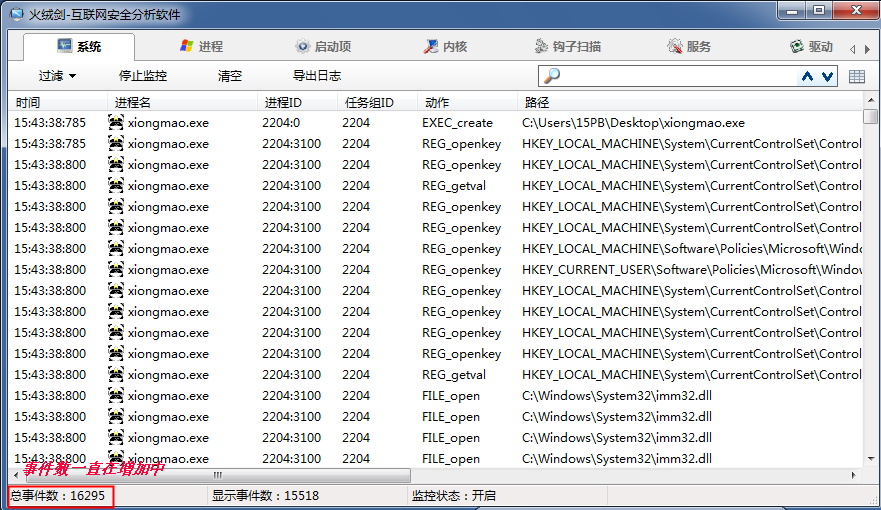 火绒剑-互联网安全分析软件
系统 进程 启动项 内核 钩子扫描 服务 驱动
过滤 停止监控 清空 导出日志
时间 进程名 进程ID 任务组ID 动作 路径
15:43:38:785 xiongmao.exe 2204:0 2204 EXEC_create C:\Users\15PB\Desktop\xiongmao.exe
15:43:38:785 xiongmao.exe 2204:3100 2204 REG_openkey HKEY_LOCAL_MACHINE\System\CurrentControlSet\Control
15:43:38:800 xiongmao.exe 2204:3100 2204 REG_openkey HKEY_LOCAL_MACHINE\System\CurrentControlSet\Control
15:43:38:800 xiongmao.exe 2204:3100 2204 REG_getval HKEY_LOCAL_MACHINE\System\CurrentControlSet\Control
15:43:38:800 xiongmao.exe 2204:3100 2204 REG_openkey HKEY_LOCAL_MACHINE\System\CurrentControlSet\Control
15:43:38:800 xiongmao.exe 2204:3100 2204 REG_openkey HKEY_LOCAL_MACHINE\System\CurrentControlSet\Control
15:43:38:800 xiongmao.exe 2204:3100 2204 REG_openkey HKEY_LOCAL_MACHINE\Software\Policies\Microsoft\Windo
15:43:38:800 xiongmao.exe 2204:3100 2204 REG_openkey HKEY_CURRENT_USER\Software\Policies\Microsoft\Window
15:43:38:800 xiongmao.exe 2204:3100 2204 REG_openkey HKEY_LOCAL_MACHINE\System\CurrentControlSet\Control
15:43:38:800 xiongmao.exe 2204:3100 2204 REG_openkey HKEY_LOCAL_MACHINE\System\CurrentControlSet\Control
15:43:38:800 xiongmao.exe 2204:3100 2204 REG_openkey HKEY_LOCAL_MACHINE\System\CurrentControlSet\Control
15:43:38:800 xiongmao.exe 2204:3100 2204 REG_openkey HKEY_LOCAL_MACHINE\System\CurrentControlSet\Control
15:43:38:800 xiongmao.exe 2204:3100 2204 REG_getval HKEY_LOCAL_MACHINE\System\CurrentControlSet\Control
15:43:38:800 xiongmao.exe 2204:3100 2204 FILE_open C:\Windows\System32\imm32.dll
15:43:38:800 xiongmao.exe 2204:3100 2204 FILE_open C:\Windows\System32\imm32.dll
15:43:38:800 xiongmao.exe 2204:3100 2204 FILE_open C:\Windows\System32\imm32.dll
15:43:38:800 xiongmao.exe 2204:3100 2204 FILE_open C:\Windows\System32\imm32.dll
事件数一直在增加中
总事件数：16295 显示事件数：15518 监控状态：开启